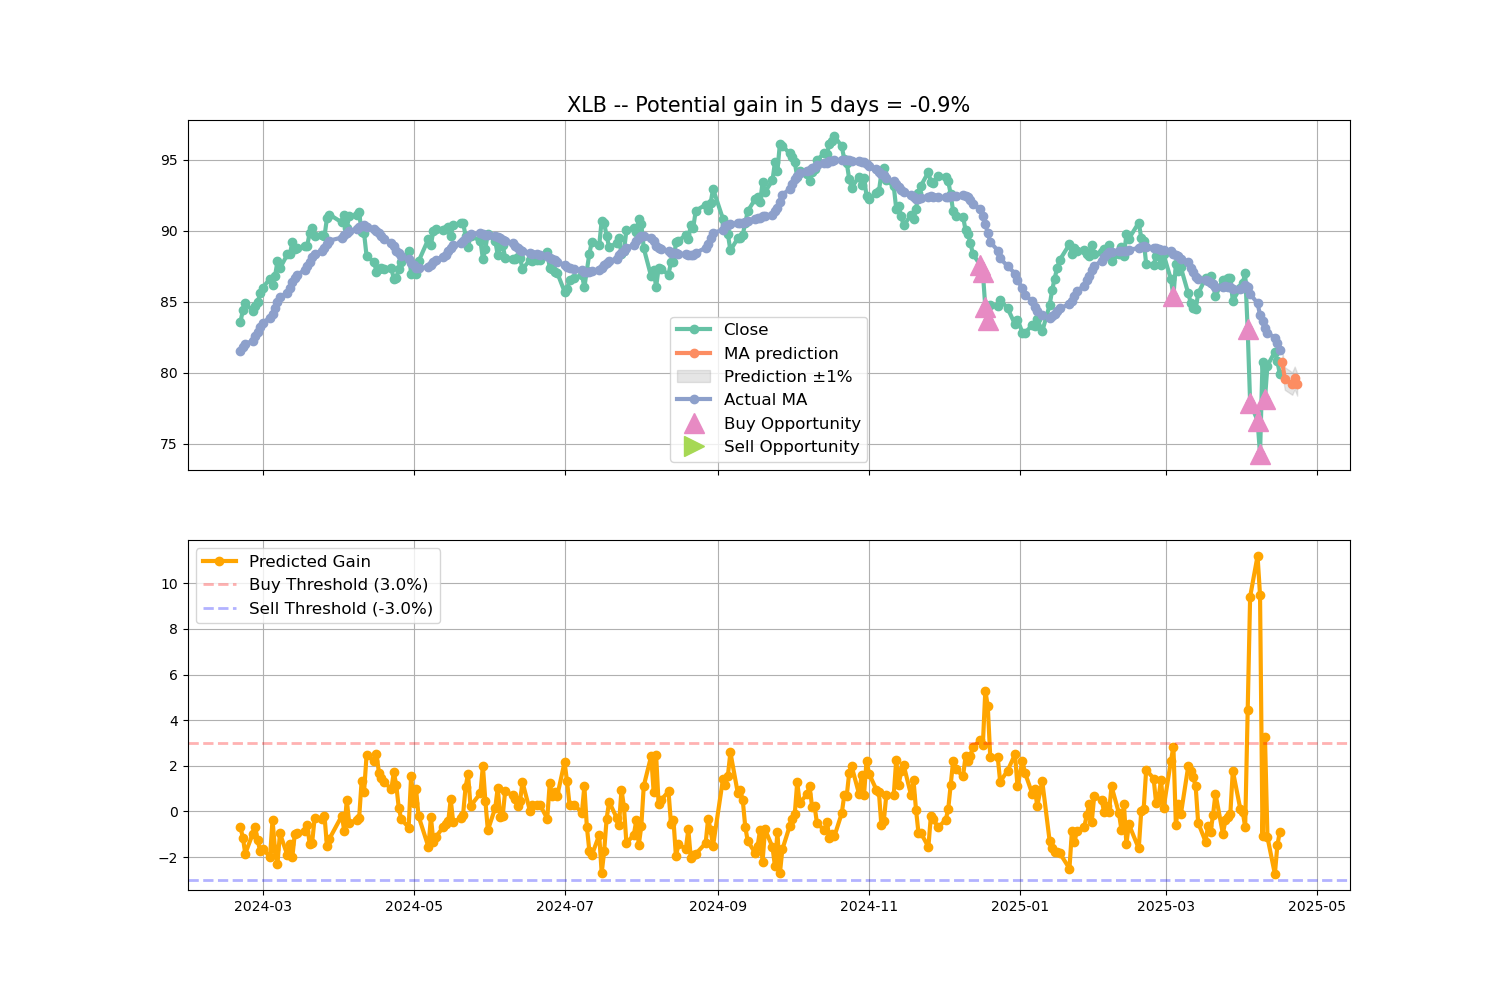 XLB -- Potential gain in 5 days = -0.9%
95
90
85
80
75
Close
MA prediction
Prediction ±1%
Actual MA
Buy Opportunity
Sell Opportunity
Predicted Gain
Buy Threshold (3.0%)
Sell Threshold (-3.0%)
10
8
6
4
2
0
−2
2024-03 2024-05 2024-07 2024-09 2024-11 2025-01 2025-03 2025-05